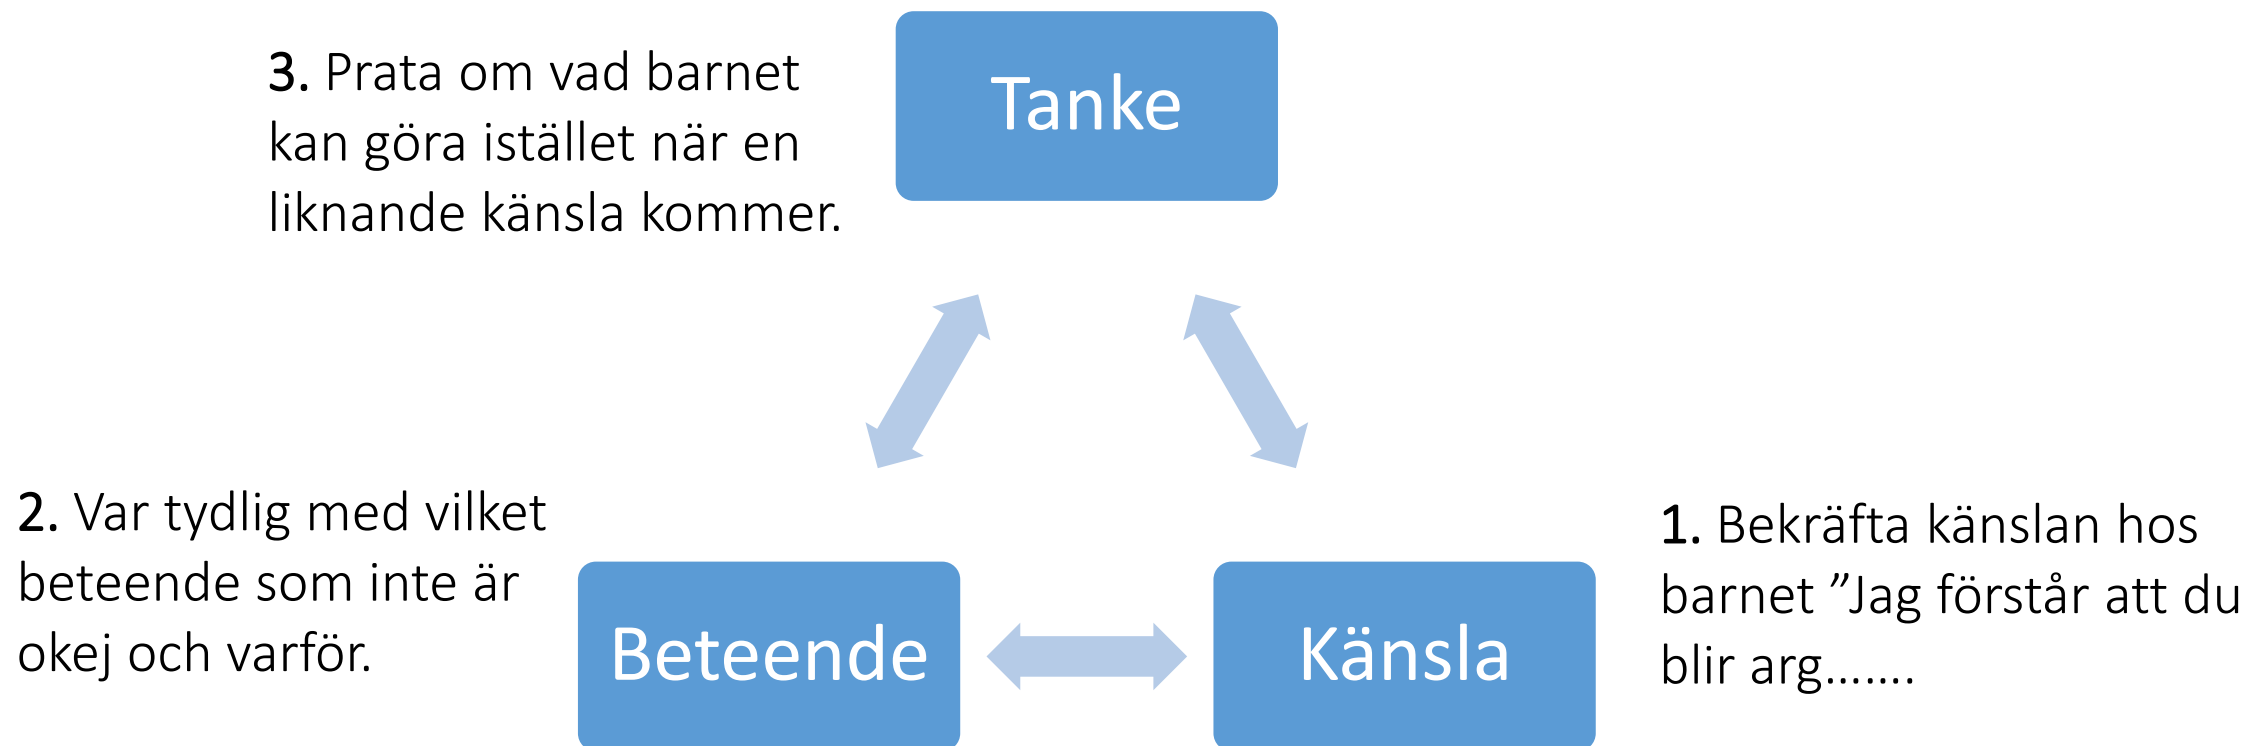 3. Prata om vad barnet
kan göra istället när en
liknande känsla kommer.
Tanke
2. Var tydlig med vilket
beteende som inte är
okej och varför.
Beteende
Känsla
1. Bekräfta känslan hos
barnet ”Jag förstår att du
blir arg…….